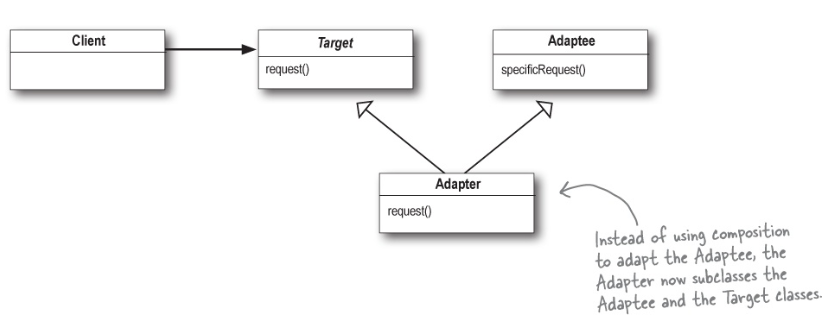 Client
Target
request()
Adaptee
specificRequest()
Adapter
request()
Instead of using composition
to adapt the Adaptee, the
Adapter now subclasses the
Adaptee and the Target classes.